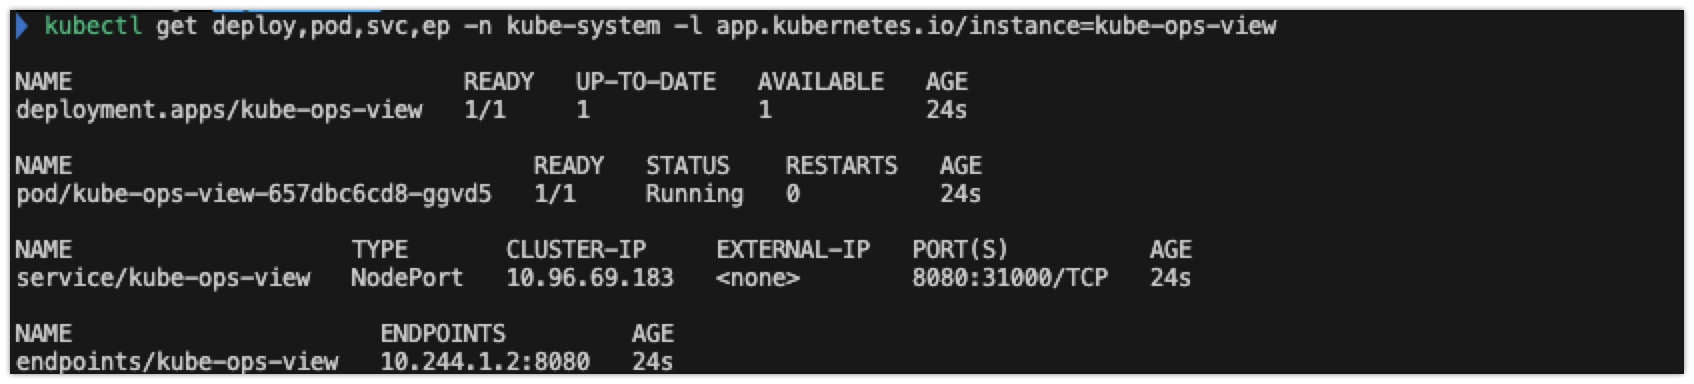 kubectl get deploy,pod,svc,ep -n kube-system -l app.kubernetes.io/instance=kube-ops-view
NAME READY UP-TO-DATE AVAILABLE AGE
deployment.apps/kube-ops-view 1/1 1 1 24s
NAME READY STATUS RESTARTS AGE
pod/kube-ops-view-657dbc6cd8-ggvd5 1/1 Running 0 24s
NAME TYPE CLUSTER-IP EXTERNAL-IP PORT(S) AGE
service/kube-ops-view NodePort 10.96.69.183 <none> 8080:31000/TCP 24s
NAME ENDPOINTS AGE
endpoints/kube-ops-view 10.244.1.2:8080 24s